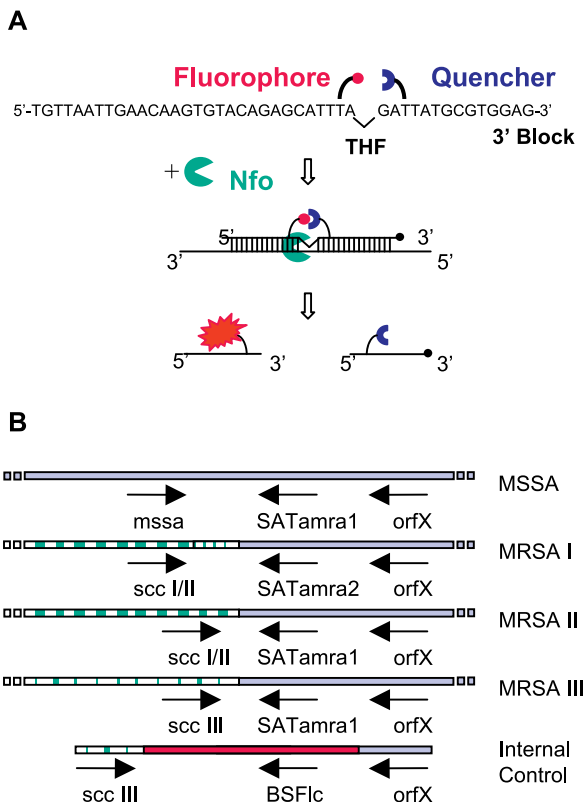 A
Fluorophore Quencher
5'-TGTTAATTGAACAAGTGTACAGAGCATTTA GATTATGCGTGGAG-3'
THF 3' Block
+ Nfo
5' 3'
3' 5'
5' 3' 5' 3'
B
MSSA
mssa SATamra1 orfX
MRSA I
scc I/II SATamra2 orfX
MRSA II
scc I/II SATamra1 orfX
MRSA III
scc III SATamra1 orfX
Internal
Control
scc III BSFlc orfX